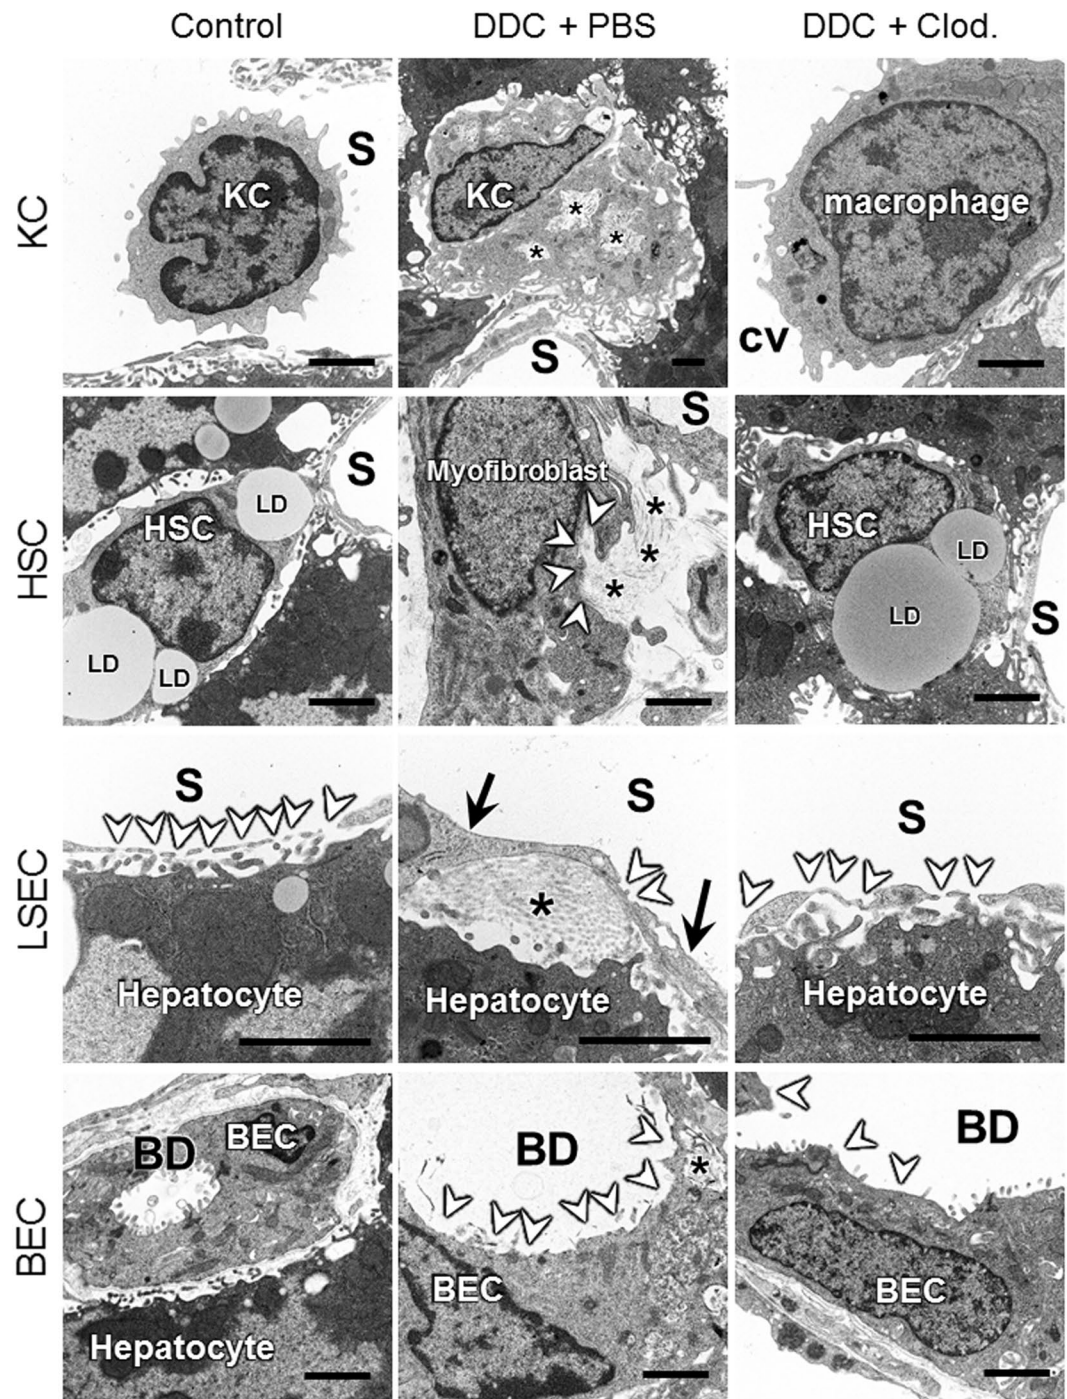 Control DDC + PBS DDC + Clod.
KC
KC S
KC * * * S
macrophage cv
HSC
HSC LD LD LD S
Myofibroblast S * * *
HSC LD LD S
LSEC
S Hepatocyte
S * Hepatocyte
S Hepatocyte
BEC
BD BEC Hepatocyte
BD * BEC
BD BEC